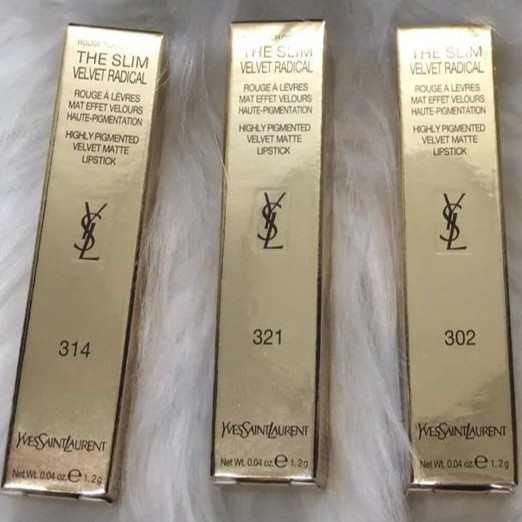 THE SLIM
VELVET RADICAL
ROUGE À LÈVRES
MAT EFFET VELOURS
HAUTE-PIGMENTATION
HIGHLY PIGMENTED
VELVET MATTE
LIPSTICK
YSL
314
YVESSAINTLAURENT
Net Wt. 0.04 oz. ℮ 1.2g
THE SLIM
VELVET RADICAL
ROUGE À LÈVRES
MAT EFFET VELOURS
HAUTE-PIGMENTATION
HIGHLY PIGMENTED
VELVET MATTE
LIPSTICK
YSL
321
YVESSAINTLAURENT
Net Wt. 0.04 oz. ℮ 1.2g
THE SLIM
VELVET RADICAL
ROUGE À LÈVRES
MAT EFFET VELOURS
HAUTE-PIGMENTATION
HIGHLY PIGMENTED
VELVET MATTE
LIPSTICK
YSL
302
YVESSAINTLAURENT
Net Wt. 0.04 oz. ℮ 1.2g